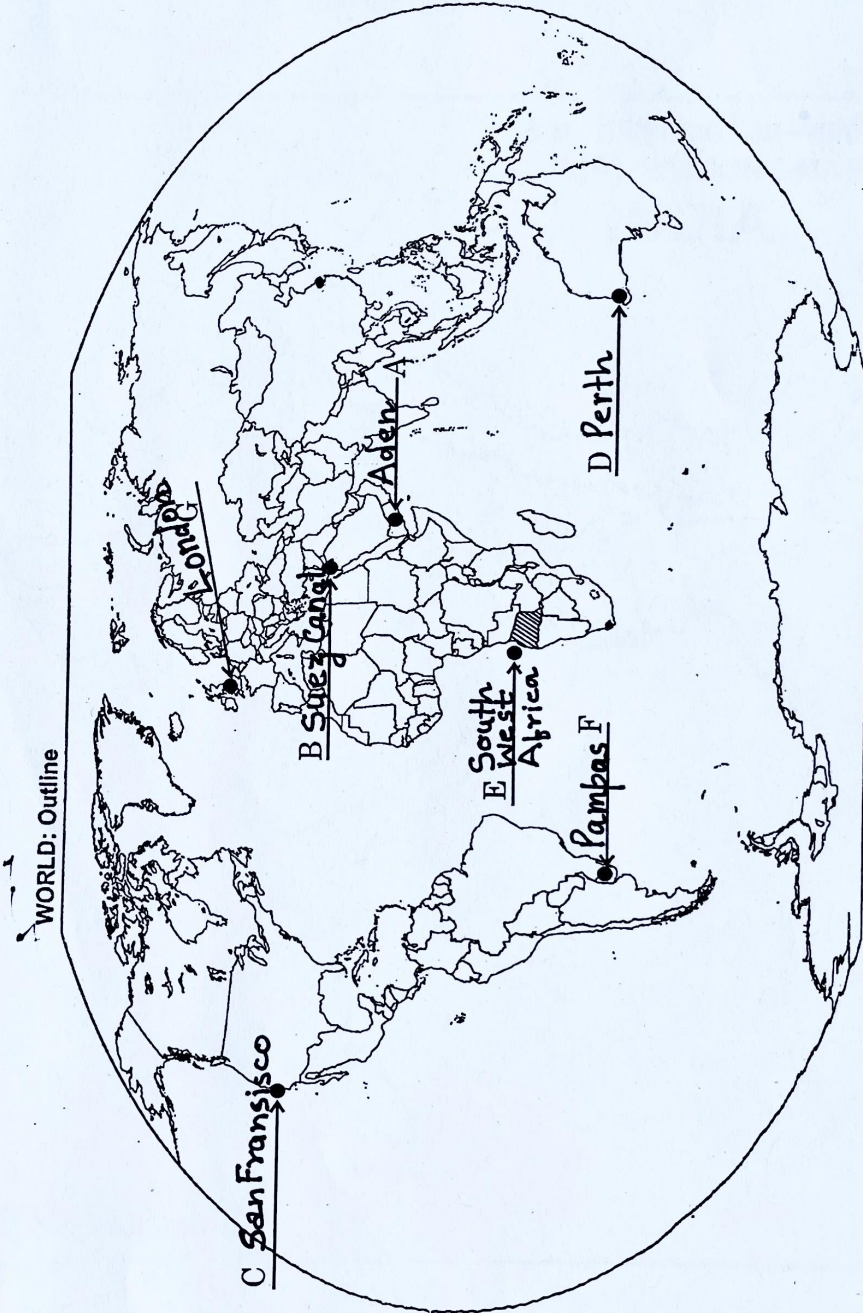 WORLD: Outline
London
G
Aden A
B Suez Canal
C San Fransisco
D Perth
E South
West
Africa
Pampas F